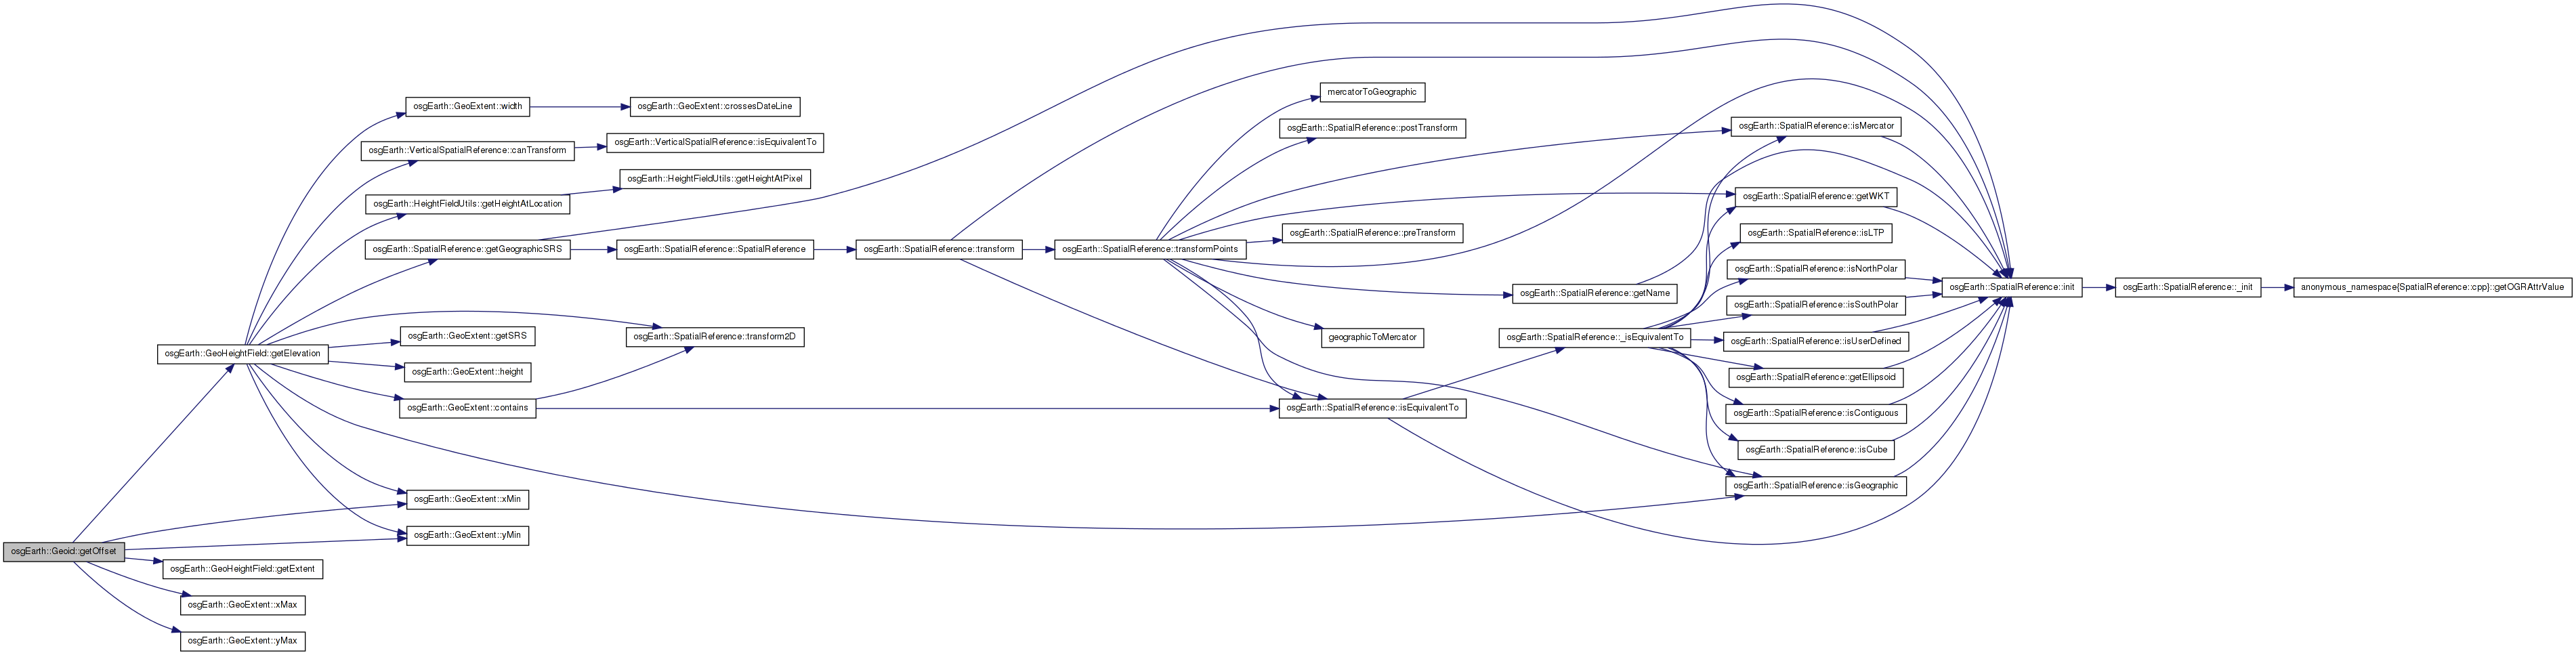 osgEarth::Geoid::getOffset
osgEarth::GeoHeightField::getElevation
osgEarth::GeoHeightField::getExtent
osgEarth::GeoExtent::xMax
osgEarth::GeoExtent::yMax
osgEarth::GeoExtent::width
osgEarth::VerticalSpatialReference::canTransform
osgEarth::HeightFieldUtils::getHeightAtLocation
osgEarth::SpatialReference::getGeographicSRS
osgEarth::GeoExtent::getSRS
osgEarth::GeoExtent::height
osgEarth::GeoExtent::contains
osgEarth::GeoExtent::xMin
osgEarth::GeoExtent::yMin
osgEarth::GeoExtent::crossesDateLine
osgEarth::VerticalSpatialReference::isEquivalentTo
osgEarth::HeightFieldUtils::getHeightAtPixel
osgEarth::SpatialReference::SpatialReference
osgEarth::SpatialReference::transform2D
osgEarth::SpatialReference::transform
osgEarth::SpatialReference::transformPoints
mercatorToGeographic
osgEarth::SpatialReference::postTransform
osgEarth::SpatialReference::preTransform
geographicToMercator
osgEarth::SpatialReference::isEquivalentTo
osgEarth::SpatialReference::getName
osgEarth::SpatialReference::_isEquivalentTo
osgEarth::SpatialReference::isMercator
osgEarth::SpatialReference::getWKT
osgEarth::SpatialReference::isLTP
osgEarth::SpatialReference::isNorthPolar
osgEarth::SpatialReference::isSouthPolar
osgEarth::SpatialReference::isUserDefined
osgEarth::SpatialReference::getEllipsoid
osgEarth::SpatialReference::isContiguous
osgEarth::SpatialReference::isCube
osgEarth::SpatialReference::isGeographic
osgEarth::SpatialReference::init
osgEarth::SpatialReference::_init
anonymous_namespace{SpatialReference::cpp}::getOGRAttrValue